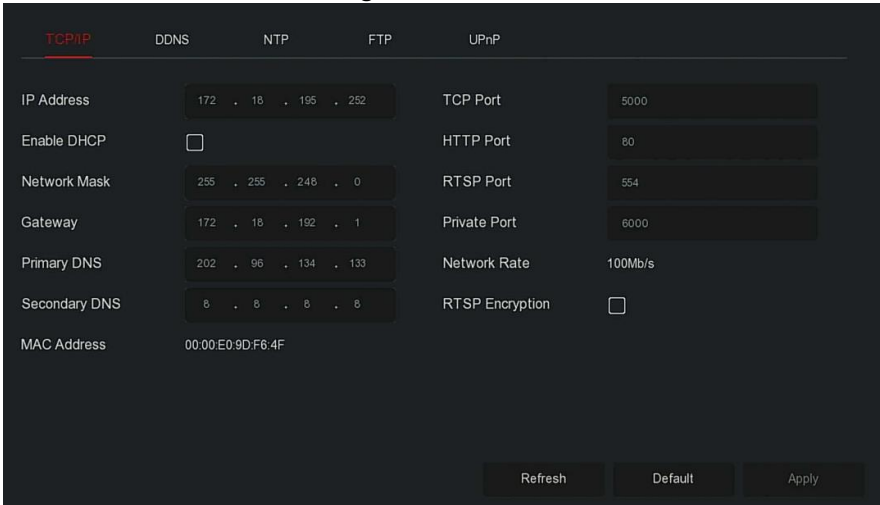 TCP/IP DDNS NTP FTP UPnP
IP Address 172 . 18 . 195 . 252 TCP Port 5000
Enable DHCP HTTP Port 80
Network Mask 255 . 255 . 248 . 0 RTSP Port 554
Gateway 172 . 18 . 192 . 1 Private Port 6000
Primary DNS 202 . 96 . 134 . 133 Network Rate 100Mb/s
Secondary DNS 8 . 8 . 8 . 8 RTSP Encryption
MAC Address 00:00:E0:9D:F6:4F
Refresh Default Apply